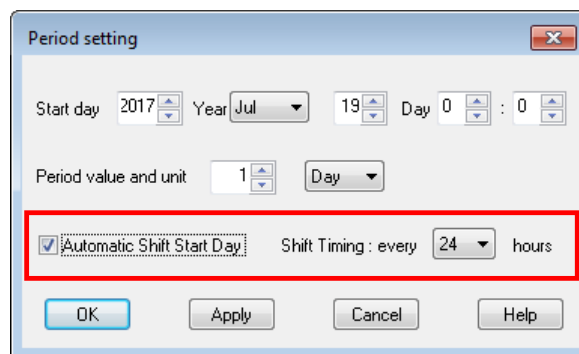 Period setting
Start day 2017 Year Jul 19 Day 0 : 0
Period value and unit 1 Day
Automatic Shift Start Day Shift Timing : every 24 hours
OK Apply Cancel Help